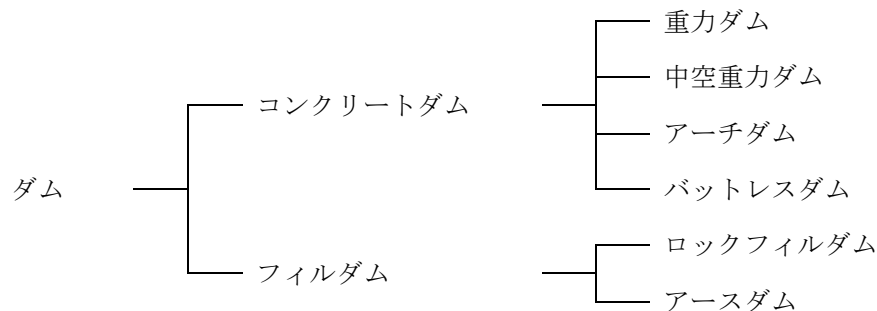 重力ダム
中空重力ダム
コンクリートダム
アーチダム
ダム
バットレスダム
ロックフィルダム
フィルダム
アースダム